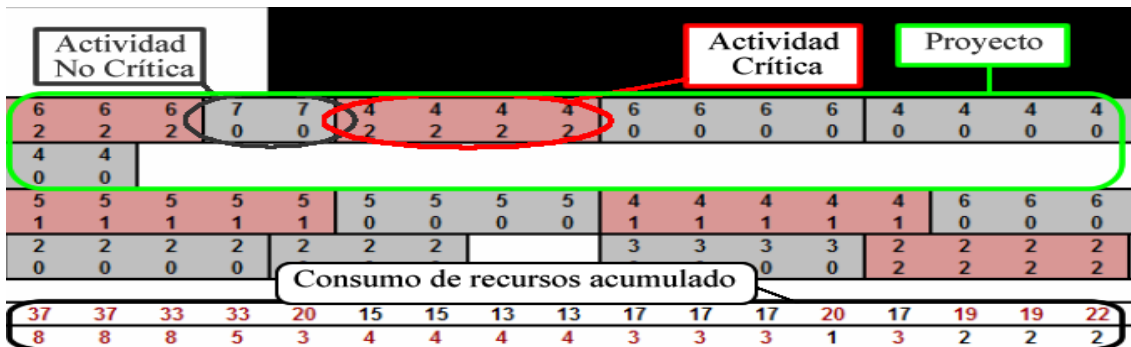 Actividad
No Crítica
Actividad
Crítica
Proyecto
6 6 6 7 7 4 4 4 4 6 6 6 6 4 4 4 4
2 2 2 0 0 2 2 2 2 0 0 0 0 0 0 0 0
4 4
0 0
5 5 5 5 5 5 5 5 5 4 4 4 4 4 6 6 6
1 1 1 1 1 0 0 0 0 1 1 1 1 1 0 0 0
2 2 2 2 2 2 2 3 3 3 3 2 2 2 2
0 0 0 0 0 0 2 2 2 2
Consumo de recursos acumulado
37 37 33 33 20 15 15 13 13 17 17 17 20 17 19 19 22
8 8 8 5 3 4 4 4 4 3 3 3 1 3 2 2 2